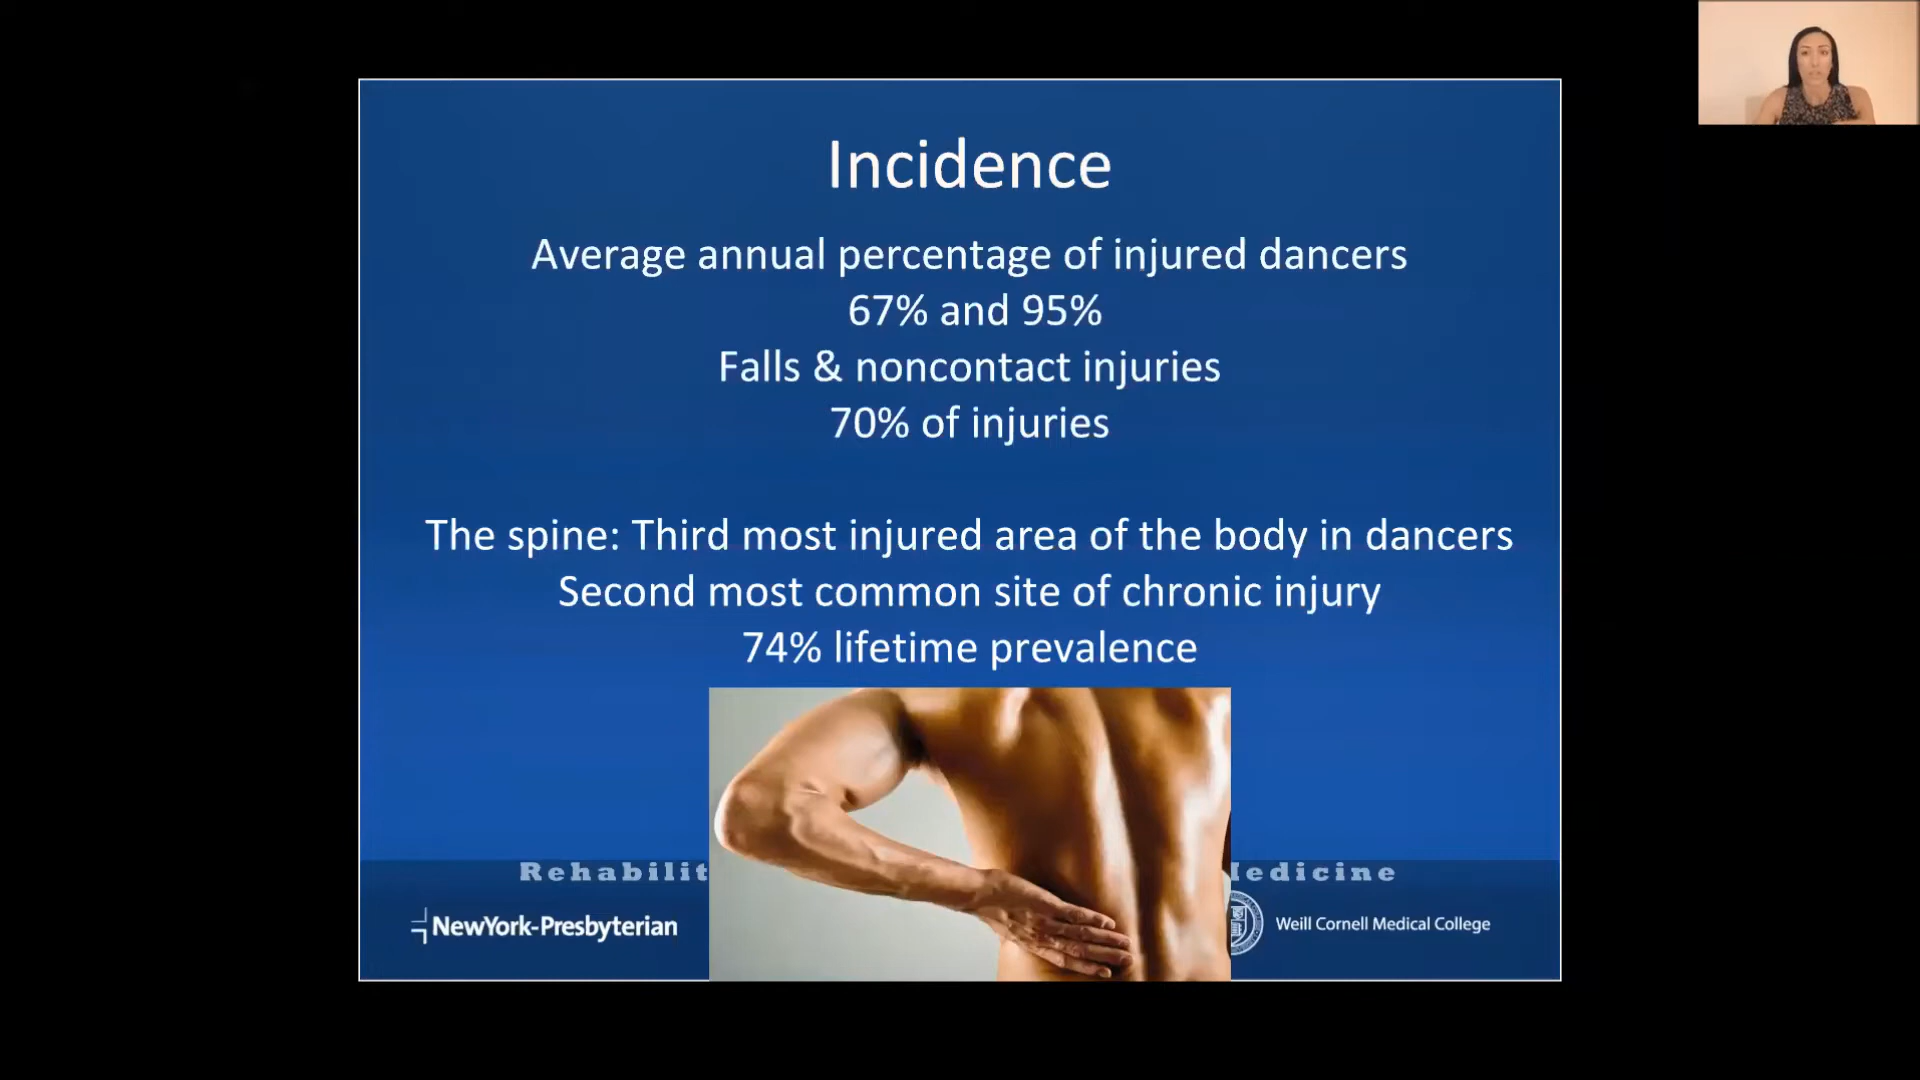 Incidence
Average annual percentage of injured dancers
67% and 95%
Falls & noncontact injuries
70% of injuries
The spine: Third most injured area of the body in dancers
Second most common site of chronic injury
74% lifetime prevalence
NewYork-Presbyterian
Weill Cornell Medical College